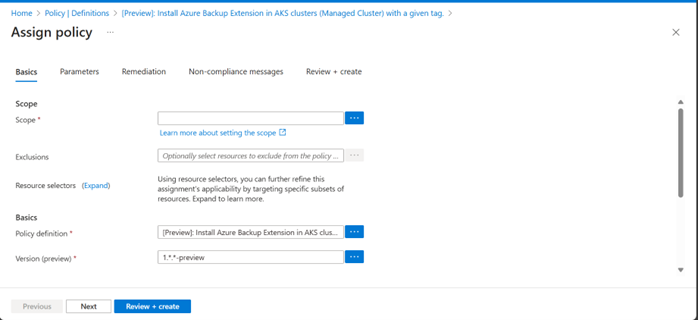 Home > Policy | Definitions > [Preview]: Install Azure Backup Extension in AKS clusters (Managed Cluster) with a given tag. >
Assign policy ...
Basics Parameters Remediation Non-compliance messages Review + create
Scope
Scope *
...
Learn more about setting the scope
Exclusions
Optionally select resources to exclude from the policy ...
...
Resource selectors (Expand)
Using resource selectors, you can further refine this
assignment's applicability by targeting specific subsets of
resources. Expand to learn more.
Basics
Policy definition *
[Preview]: Install Azure Backup Extension in AKS clus...
...
Version (preview) *
1.*.*-preview
...
Previous Next Review + create